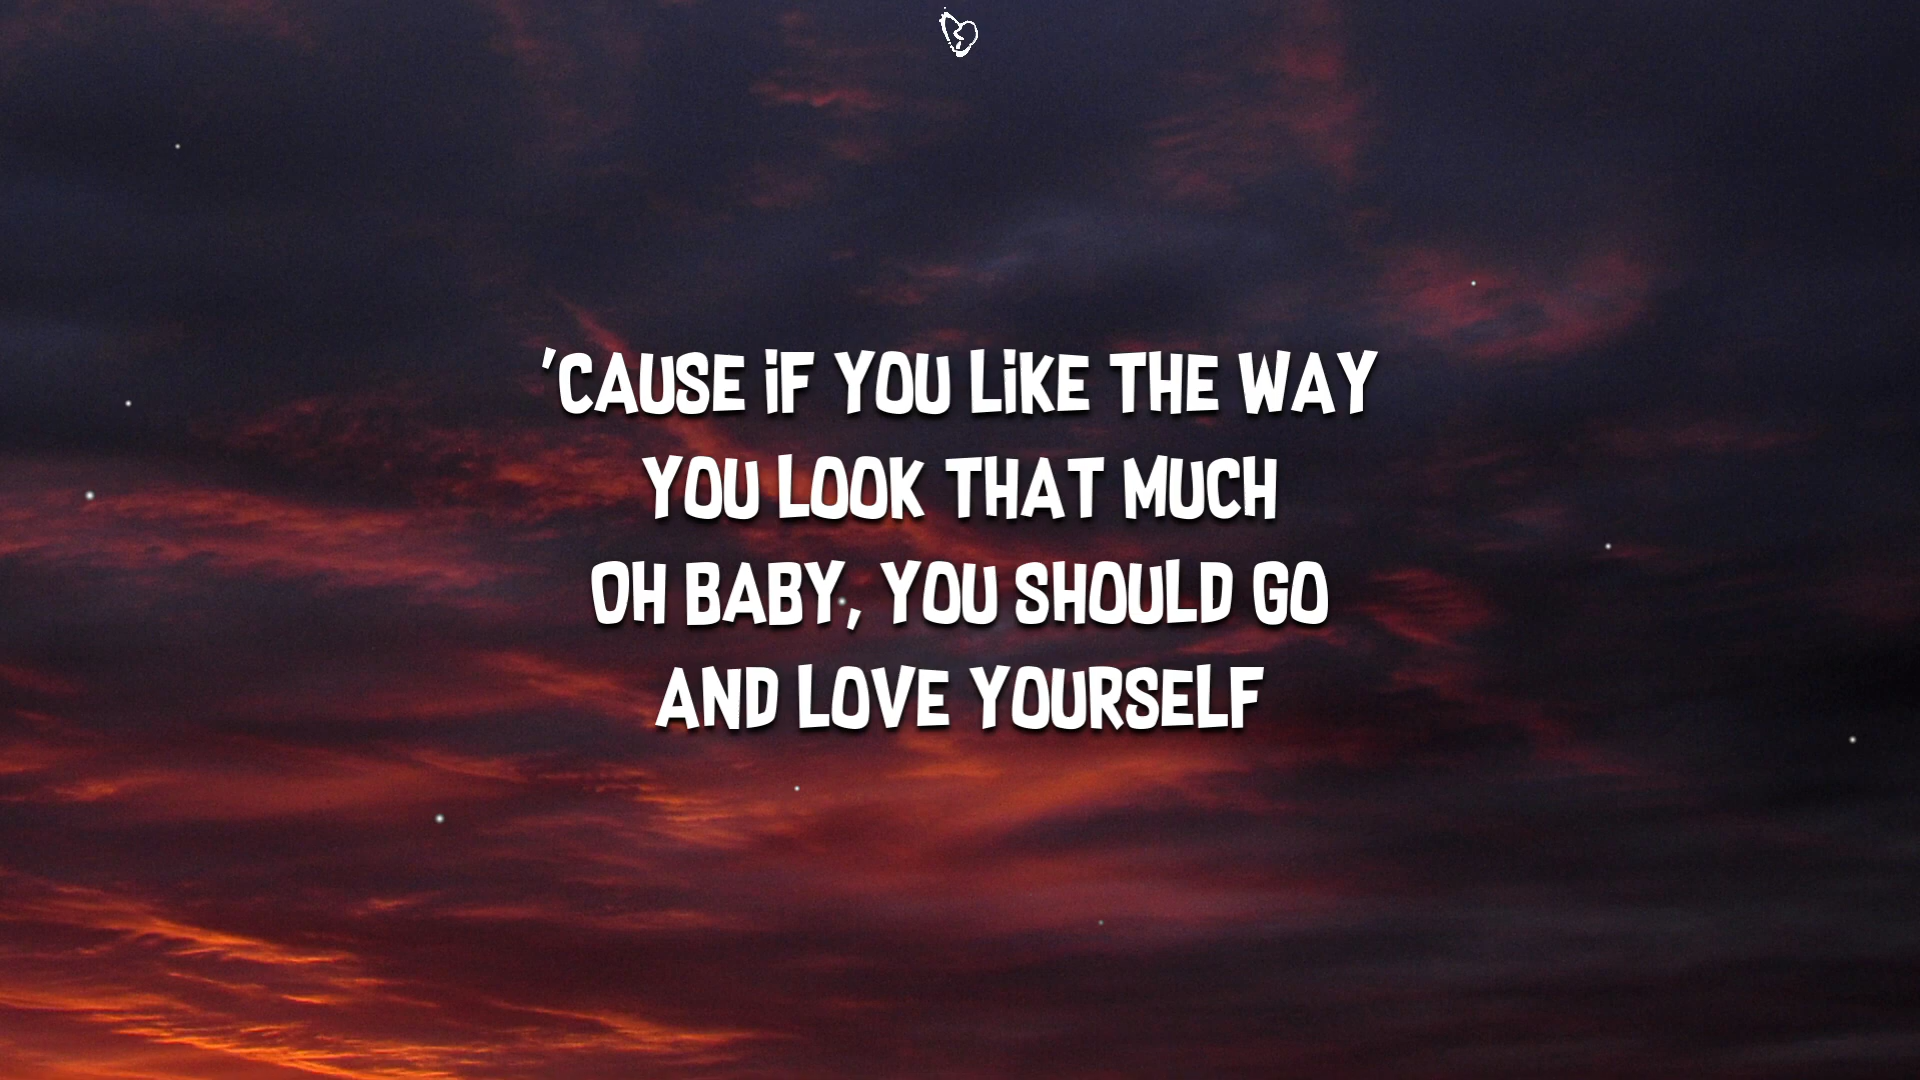 'CAUSE iF YOU LiKE THE WAY
YOU LOOK THAT MUCH
OH BABY, YOU SHOULD GO
AND LOVE YOURSELF